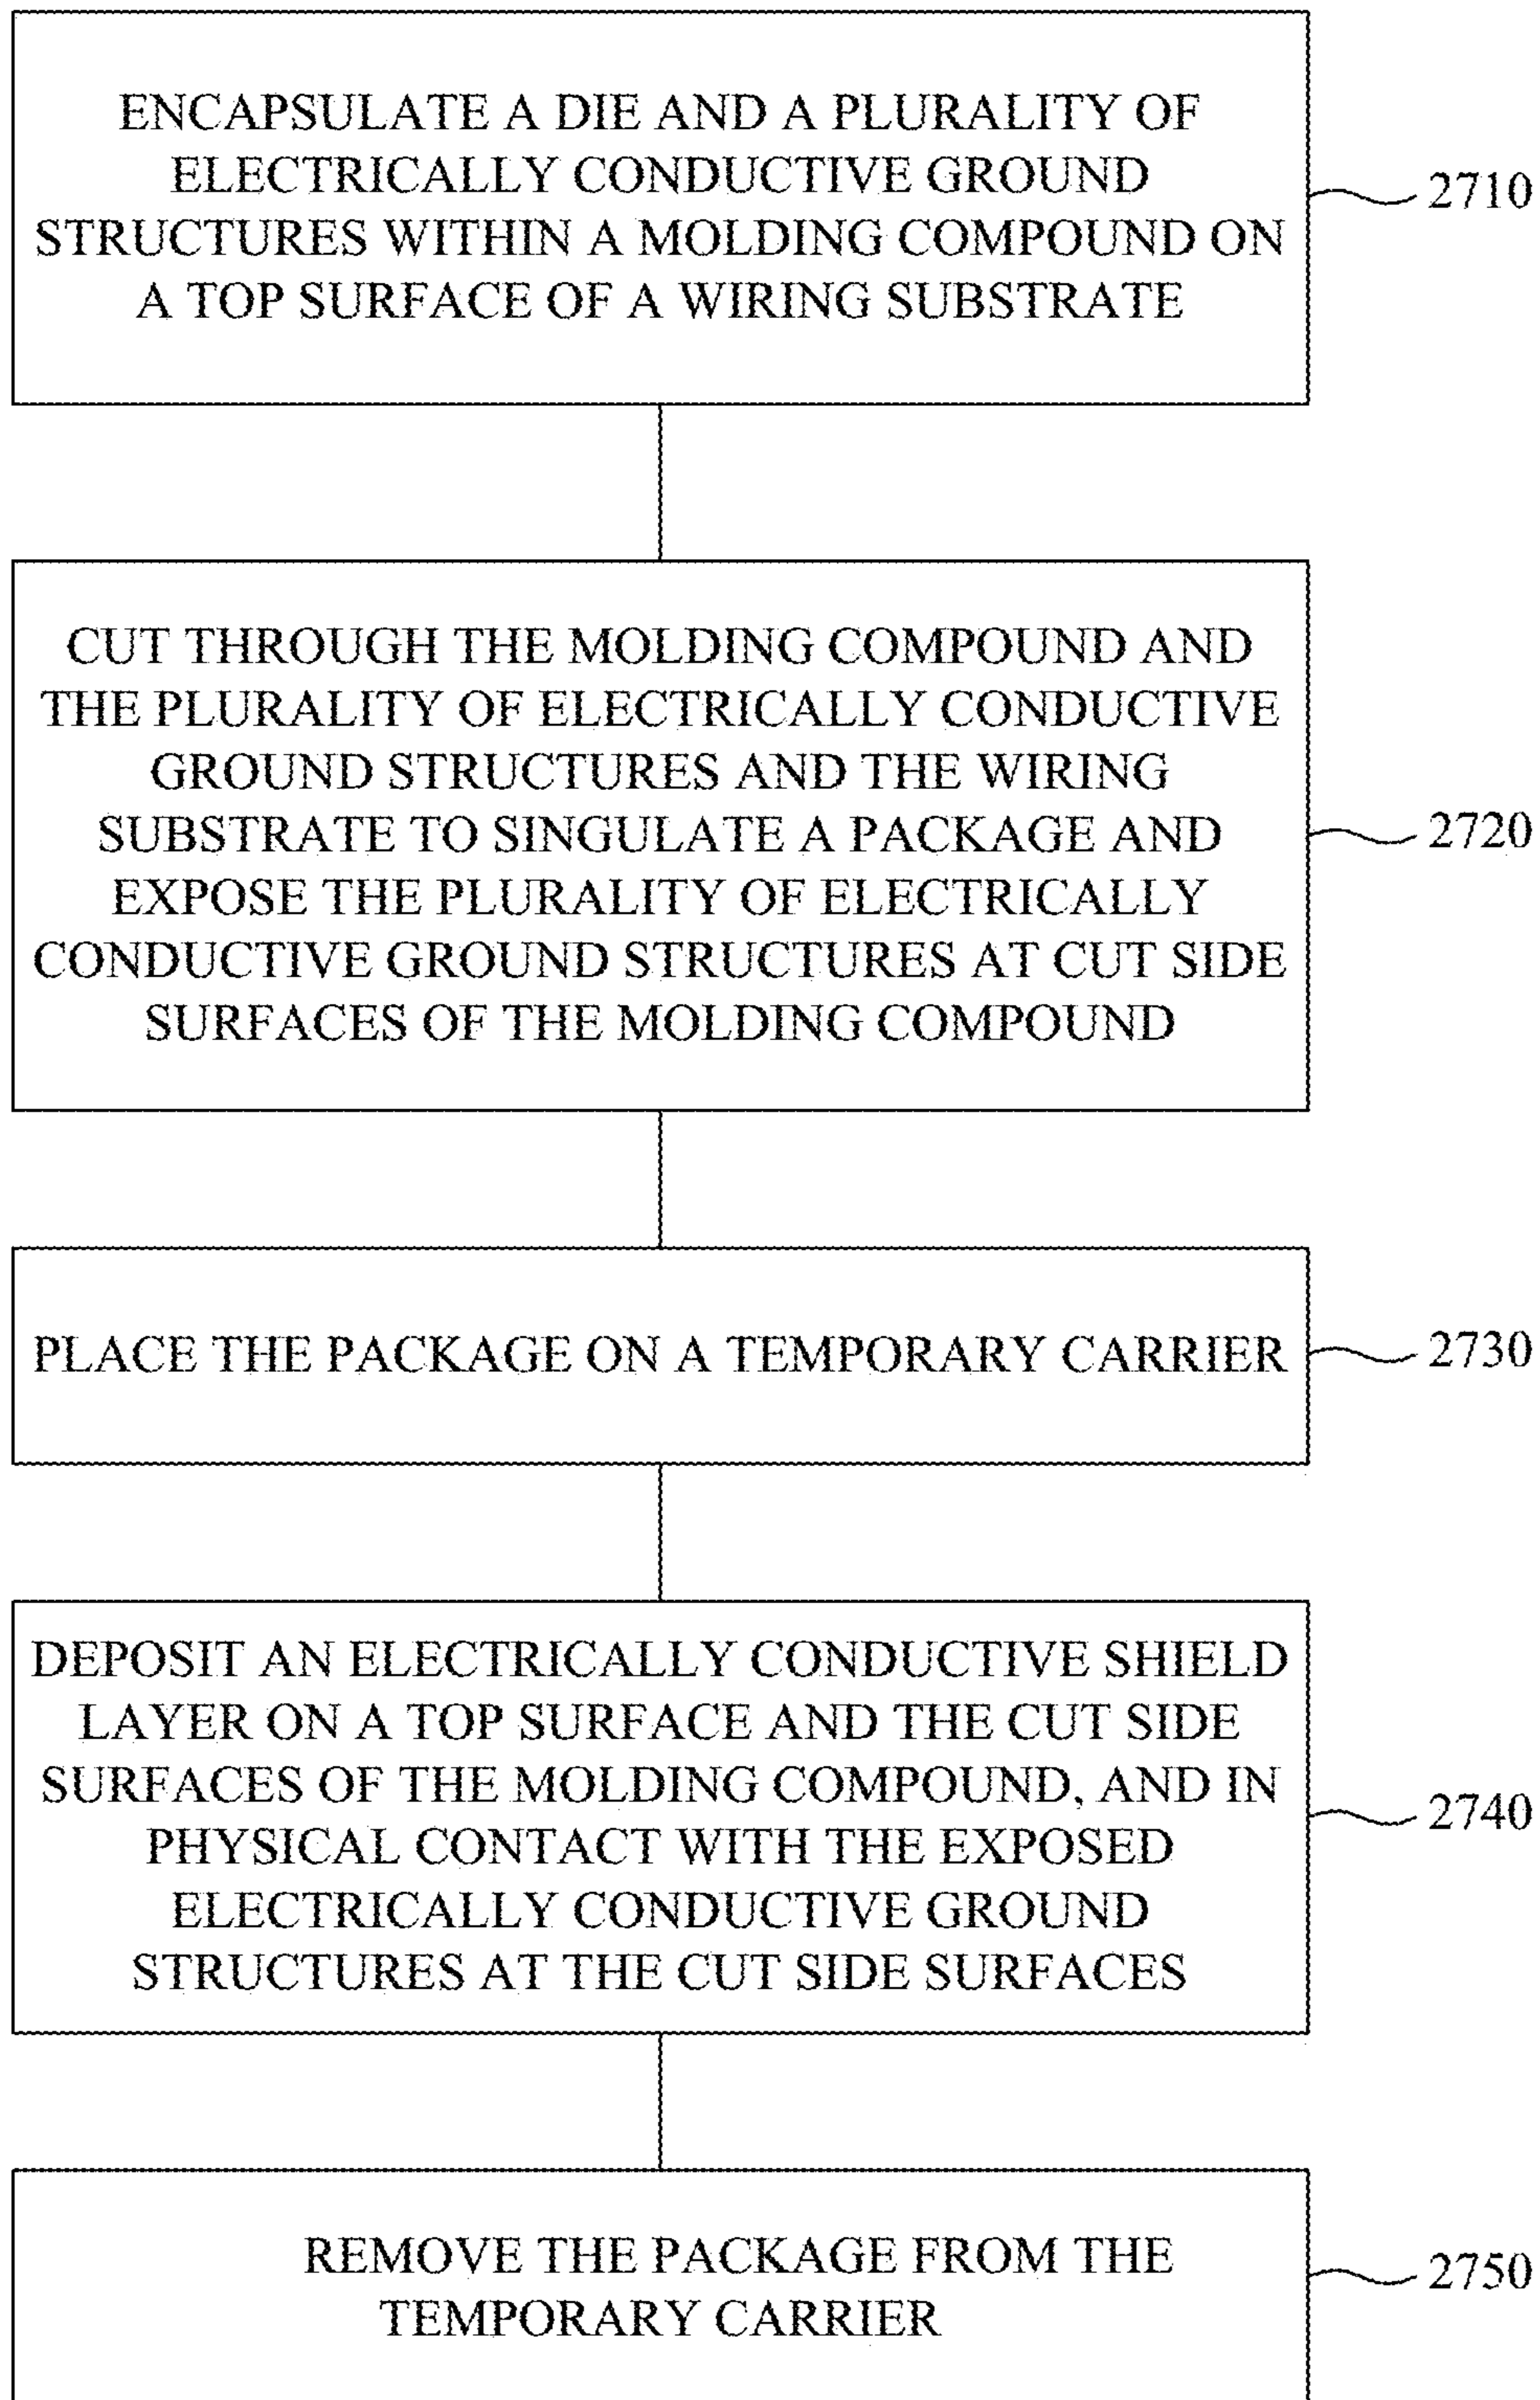 ENCAPSULATE A DIE AND A PLURALITY OF
ELECTRICALLY CONDUCTIVE GROUND
STRUCTURES WITHIN A MOLDING COMPOUND ON
A TOP SURFACE OF A WIRING SUBSTRATE
2710
CUT THROUGH THE MOLDING COMPOUND AND
THE PLURALITY OF ELECTRICALLY CONDUCTIVE
GROUND STRUCTURES AND THE WIRING
SUBSTRATE TO SINGULATE A PACKAGE AND
EXPOSE THE PLURALITY OF ELECTRICALLY
CONDUCTIVE GROUND STRUCTURES AT CUT SIDE
SURFACES OF THE MOLDING COMPOUND
2720
PLACE THE PACKAGE ON A TEMPORARY CARRIER
2730
DEPOSIT AN ELECTRICALLY CONDUCTIVE SHIELD
LAYER ON A TOP SURFACE AND THE CUT SIDE
SURFACES OF THE MOLDING COMPOUND, AND IN
PHYSICAL CONTACT WITH THE EXPOSED
ELECTRICALLY CONDUCTIVE GROUND
STRUCTURES AT THE CUT SIDE SURFACES
2740
REMOVE THE PACKAGE FROM THE
TEMPORARY CARRIER
2750